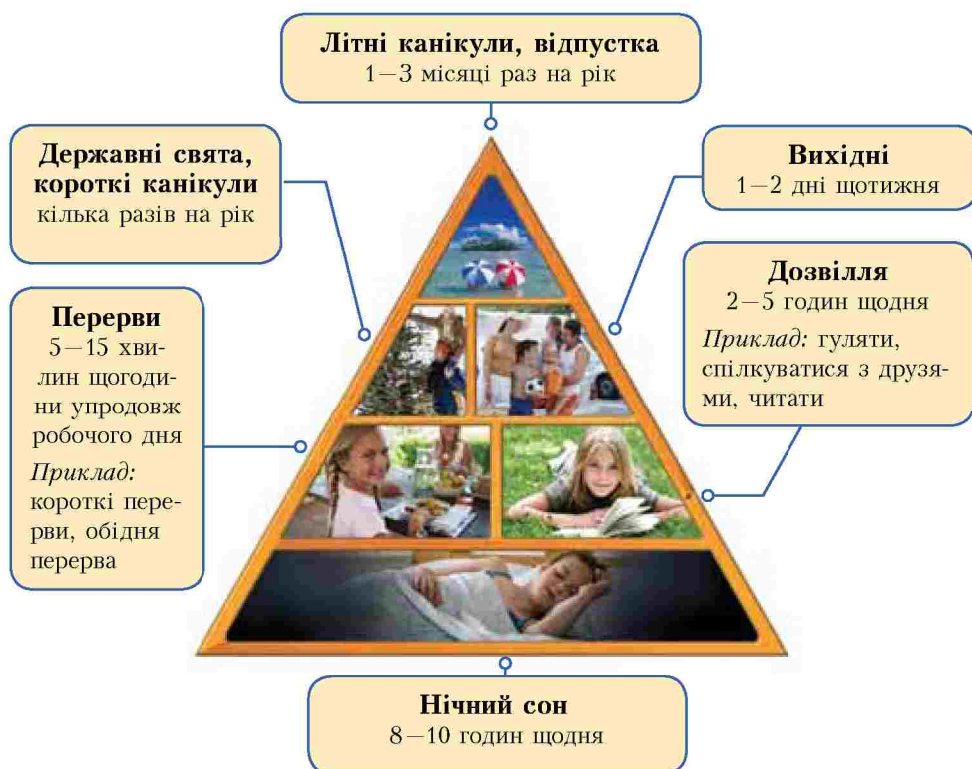 Літні канікули, відпустка
1–3 місяці раз на рік
Державні свята,
короткі канікули
кілька разів на рік
Вихідні
1–2 дні щотижня
Перерви
5–15 хви-
лин щогоди-
ни упродовж
робочого дня
Приклад:
короткі пере-
рви, обідня
перерва
Дозвілля
2–5 годин щодня
Приклад: гуляти,
спілкуватися з друзя-
ми, читати
Нічний сон
8–10 годин щодня